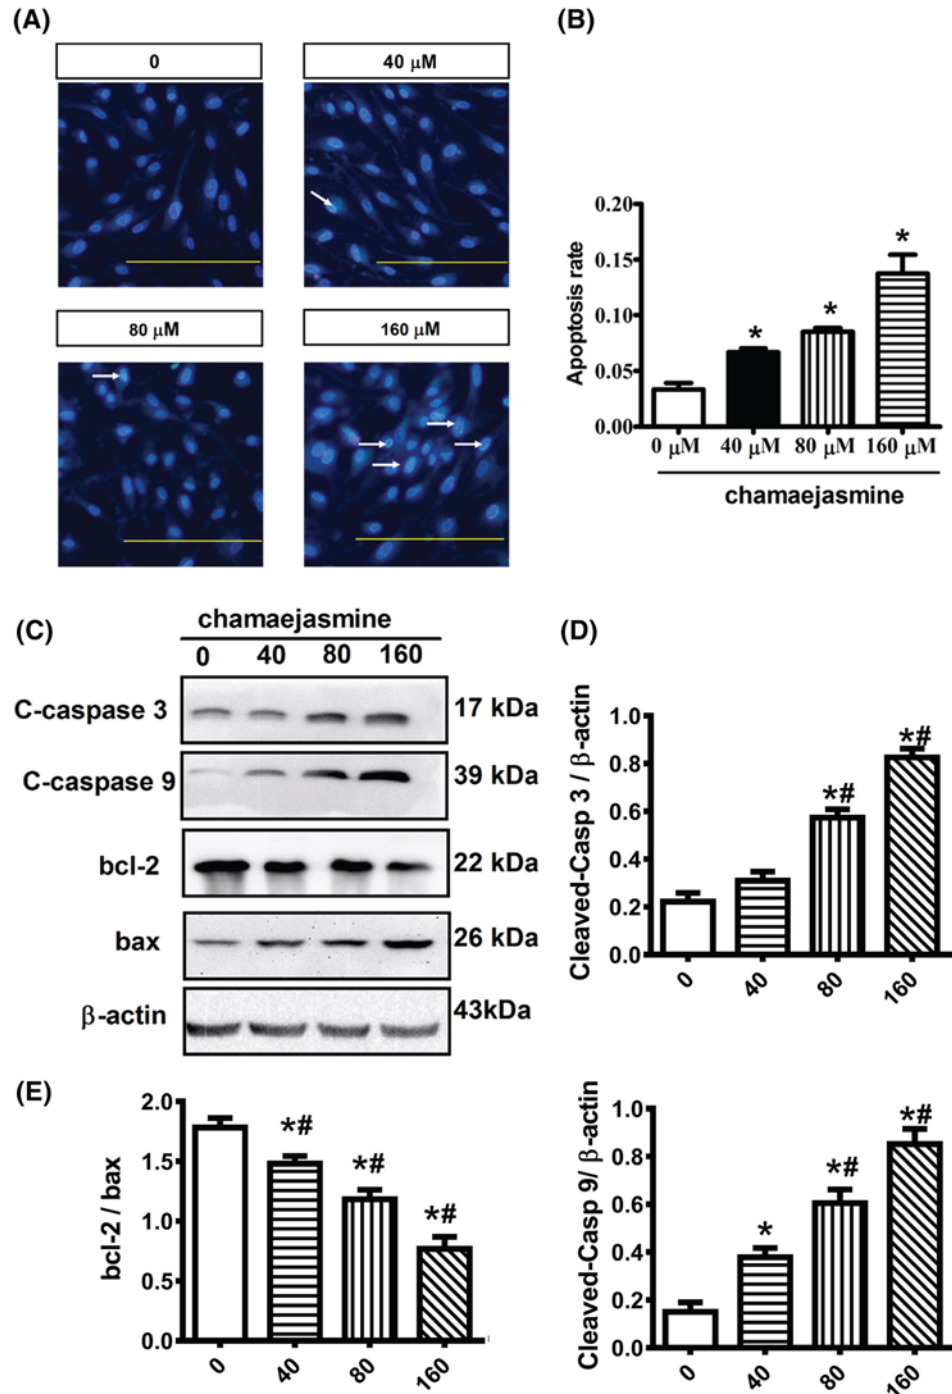 (A)
0
40 μM
80 μM
160 μM
(B)
Apoptosis rate
0.20
0.15
0.10
0.05
0.00
*
*
*
0 μM 40 μM 80 μM 160 μM
chamaejasmine
(C)
chamaejasmine
0 40 80 160
C-caspase 3 17 kDa
C-caspase 9 39 kDa
bcl-2 22 kDa
bax 26 kDa
β-actin 43kDa
(D)
Cleaved-Casp 3 / β-actin
1.0
0.8
0.6
0.4
0.2
0.0
*#
*#
0 40 80 160
(E)
bcl-2 / bax
2.0
1.5
1.0
0.5
0.0
*#
*#
*#
0 40 80 160
Cleaved-Casp 9/ β-actin
1.0
0.8
0.6
0.4
0.2
0.0
*
*#
*#
0 40 80 160